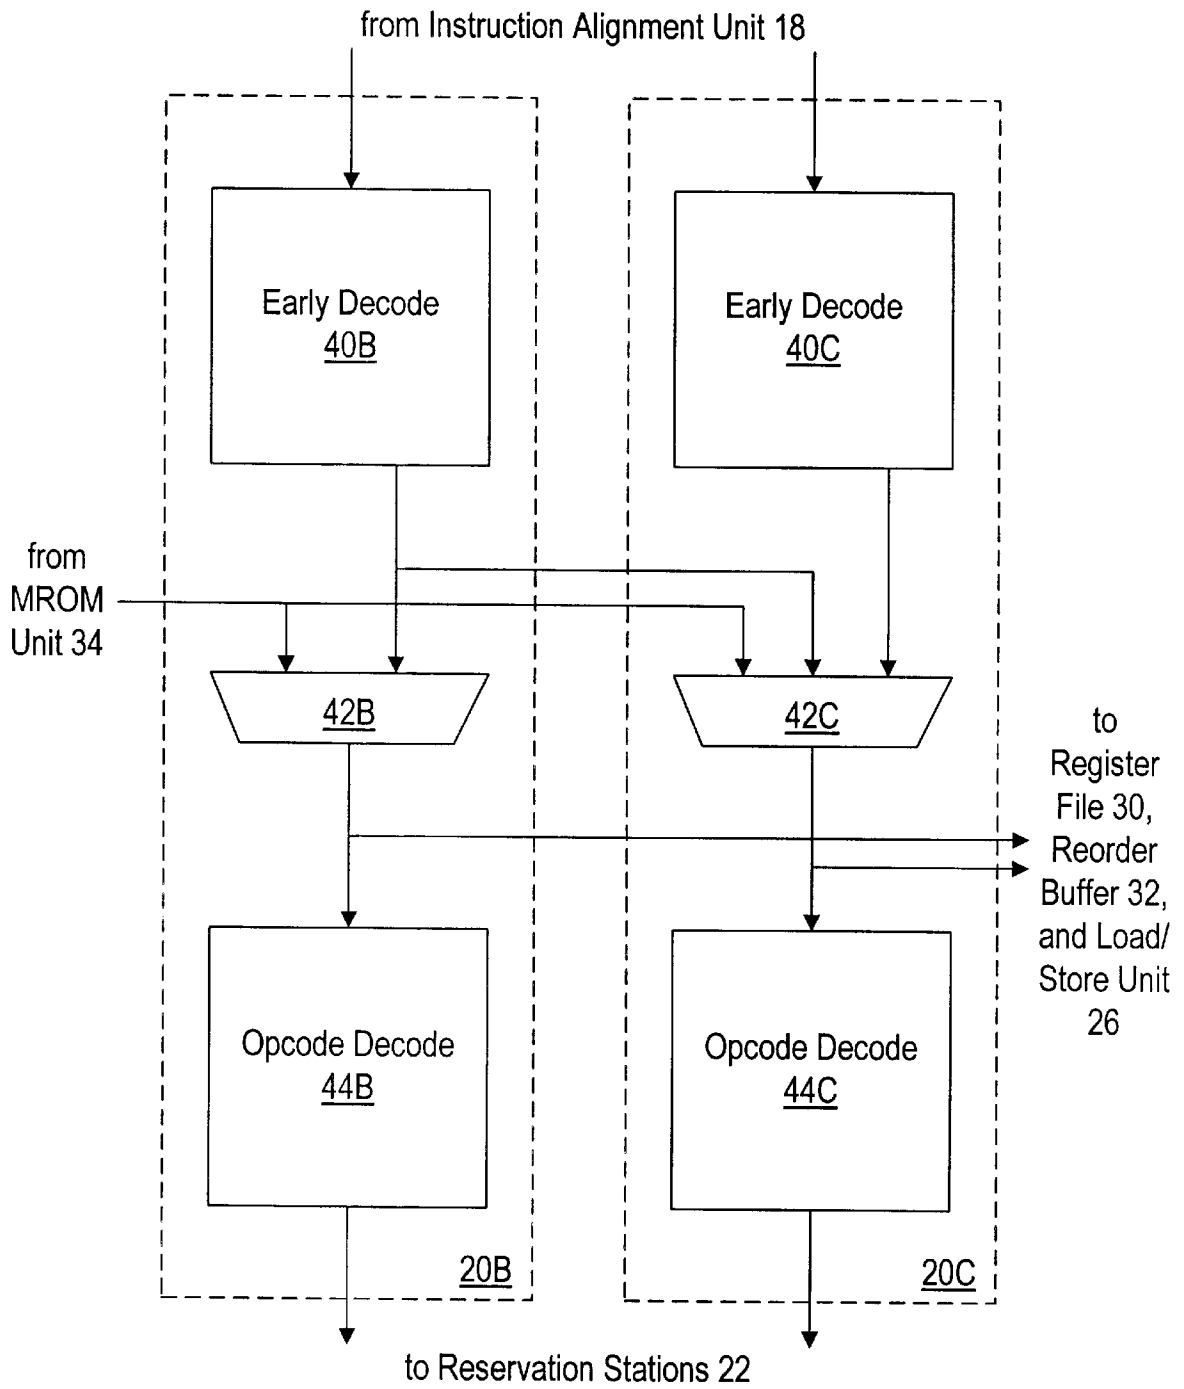 from Instruction Alignment Unit 18
Early Decode
40B
Early Decode
40C
from
MROM
Unit 34
42B
42C
to
Register
File 30,
Reorder
Buffer 32,
and Load/
Store Unit
26
Opcode Decode
44B
Opcode Decode
44C
20B
20C
to Reservation Stations 22